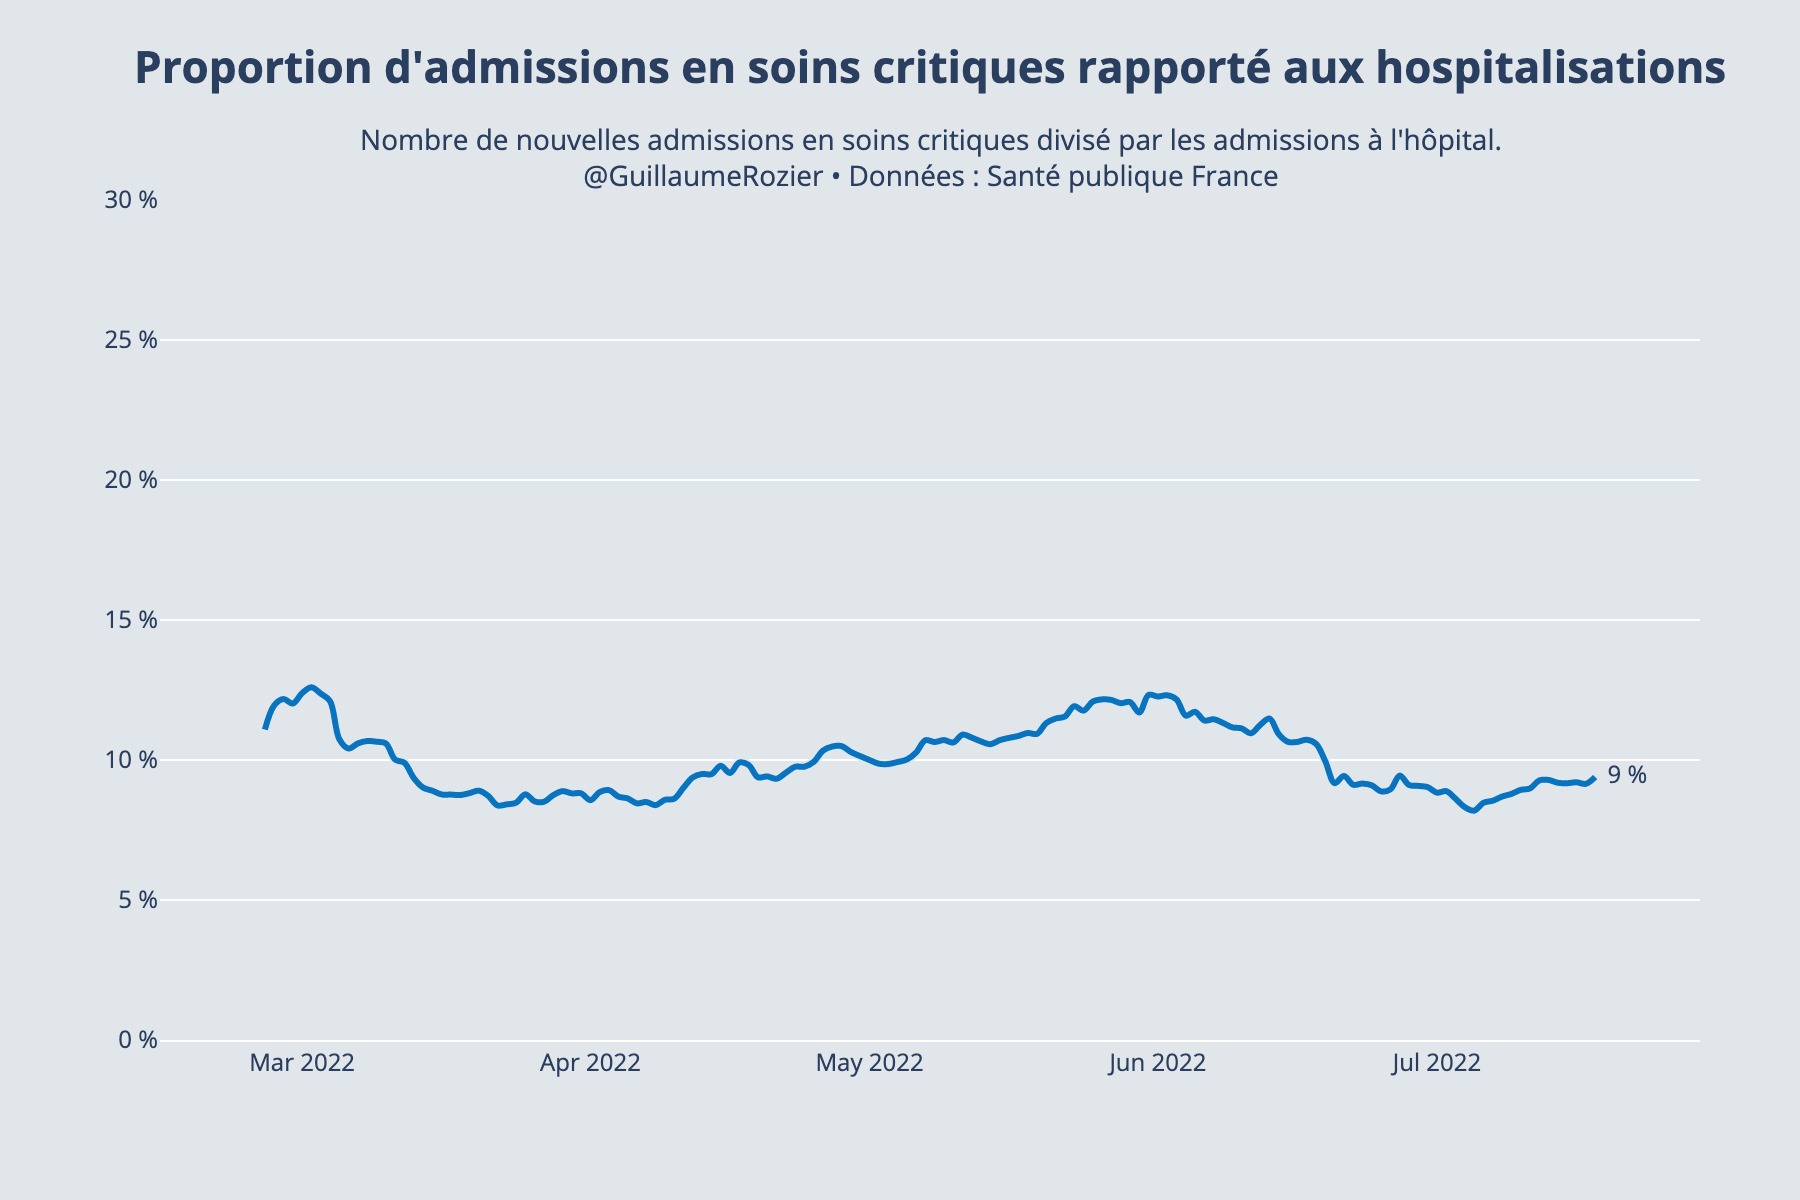 Proportion d'admissions en soins critiques rapporté aux hospitalisations
Nombre de nouvelles admissions en soins critiques divisé par les admissions à l'hôpital.
@GuillaumeRozier • Données : Santé publique France
30 %
25 %
20 %
15 %
10 %
5 %
0 %
9 %
Mar 2022
Apr 2022
May 2022
Jun 2022
Jul 2022